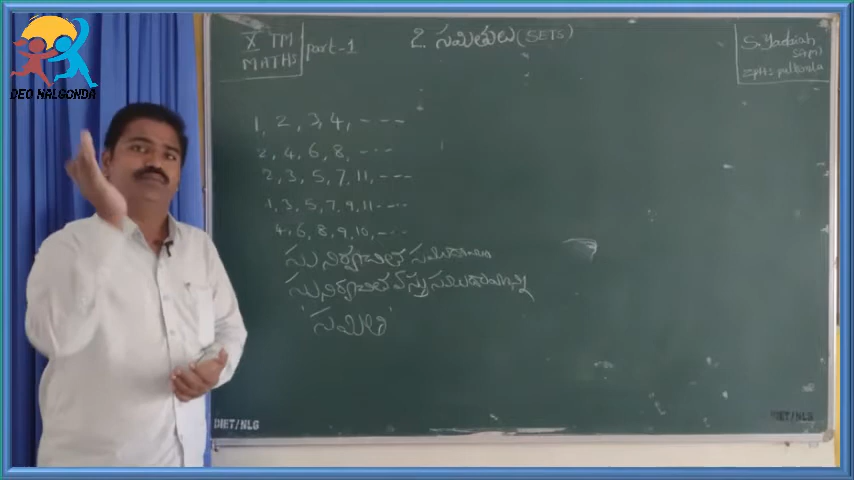 DEO NALGONDA
X TM
MATHS
part-1
2. సమితులు (SETS)
S. Yadaiah
ZPHS
1, 2, 3, 4, - - -
2, 4, 6, 8, - - -
2, 3, 5, 7, 11, - - -
1, 3, 5, 7, 9, 11 - - -
4, 6, 8, 9, 10, - - -
సునిర్వచిత సముదాయం
సునిర్వచిత వస్తు సముదాయాన్ని
'సమితి'
DIET/NLG
DIET/NLG